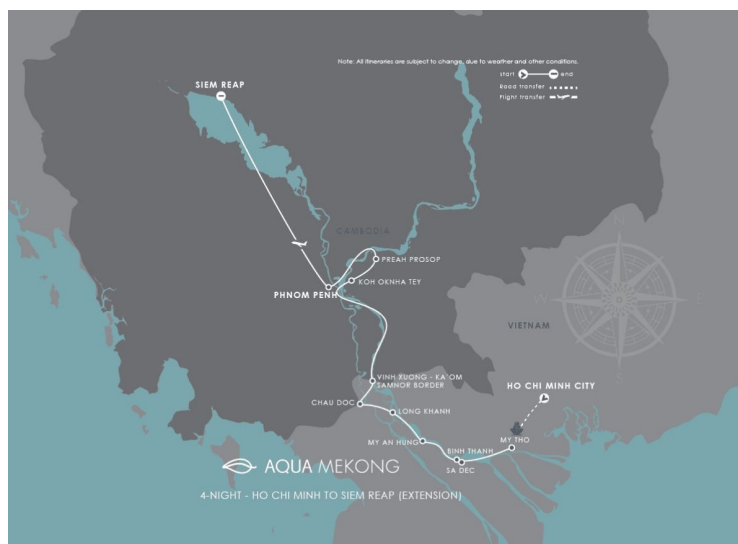 Note: All itineraries are subject to change, due to weather and other conditions.
start end
Road transfer
Flight transfer
SIEM REAP
CAMBODIA
N
PREAH PROSOP
KOH OKNHA TEY
PHNOM PENH
W E
VIETNAM
S
VINH XUONG - KA'OM
SAMNOR BORDER
HO CHI MINH CITY
CHAU DOC
LONG KHANH
MY AN HUNG
MY THO
BINH THANH
SA DEC
AQUA MEKONG
4-NIGHT - HO CHI MINH TO SIEM REAP (EXTENSION)